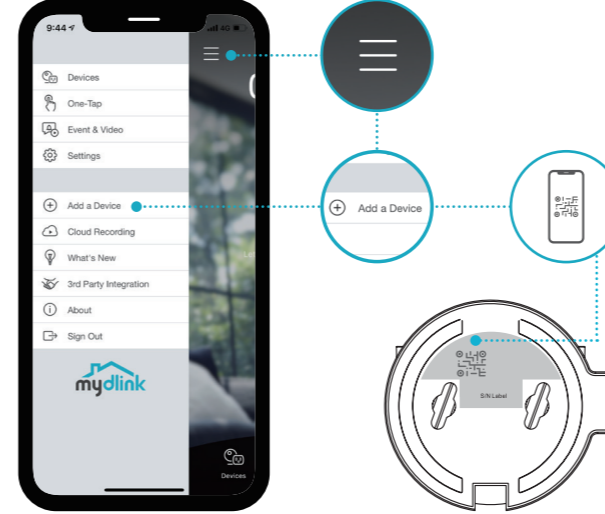 9:44
4G
Devices
One-Tap
Event & Video
Settings
Add a Device
Cloud Recording
What's New
3rd Party Integration
About
Sign Out
mydlink
Devices
Add a Device
S/N Label